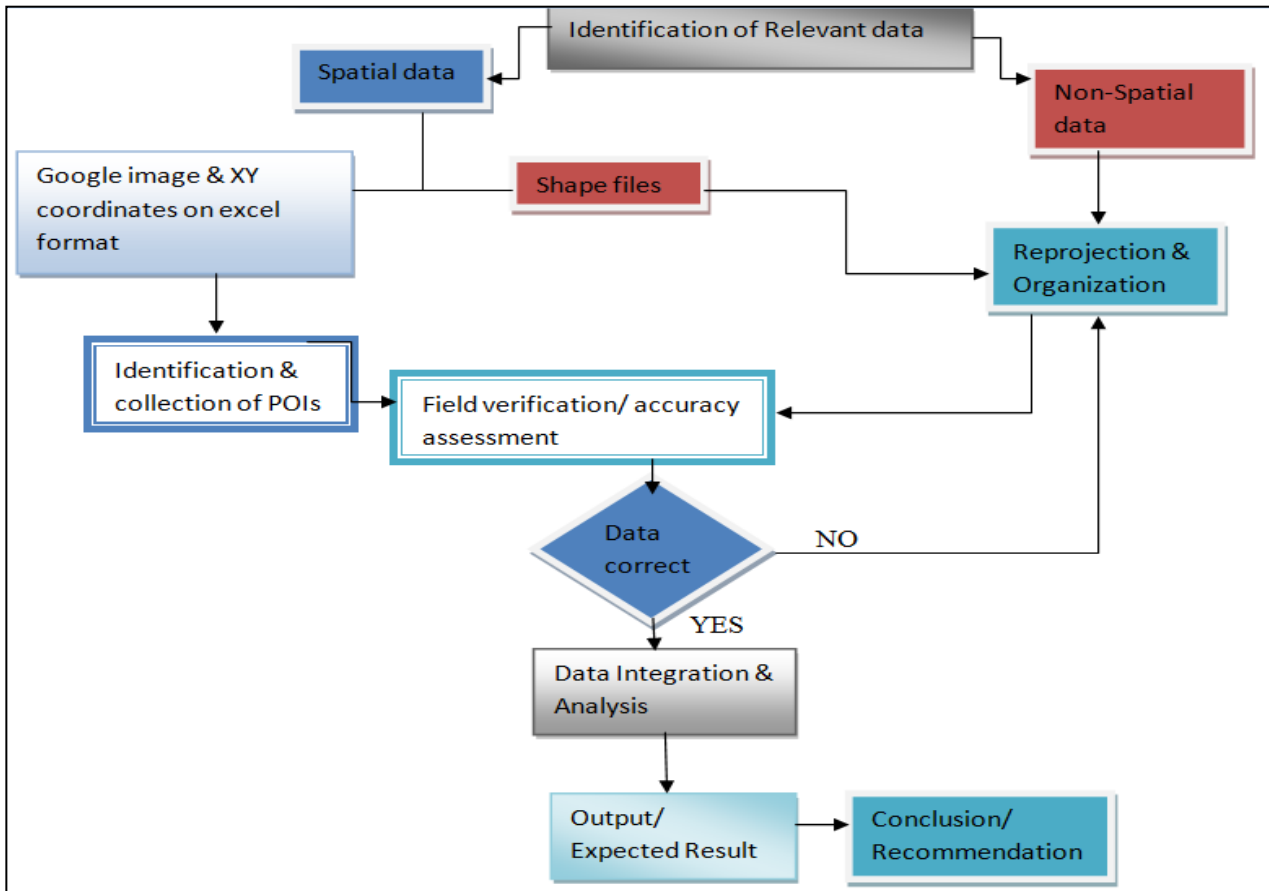 Identification of Relevant data
Spatial data
Non-Spatial
data
Google image & XY
coordinates on excel
format
Shape files
Reprojection &
Organization
Identification &
collection of POIs
Field verification/ accuracy
assessment
Data
correct
NO
YES
Data Integration &
Analysis
Output/
Expected Result
Conclusion/
Recommendation